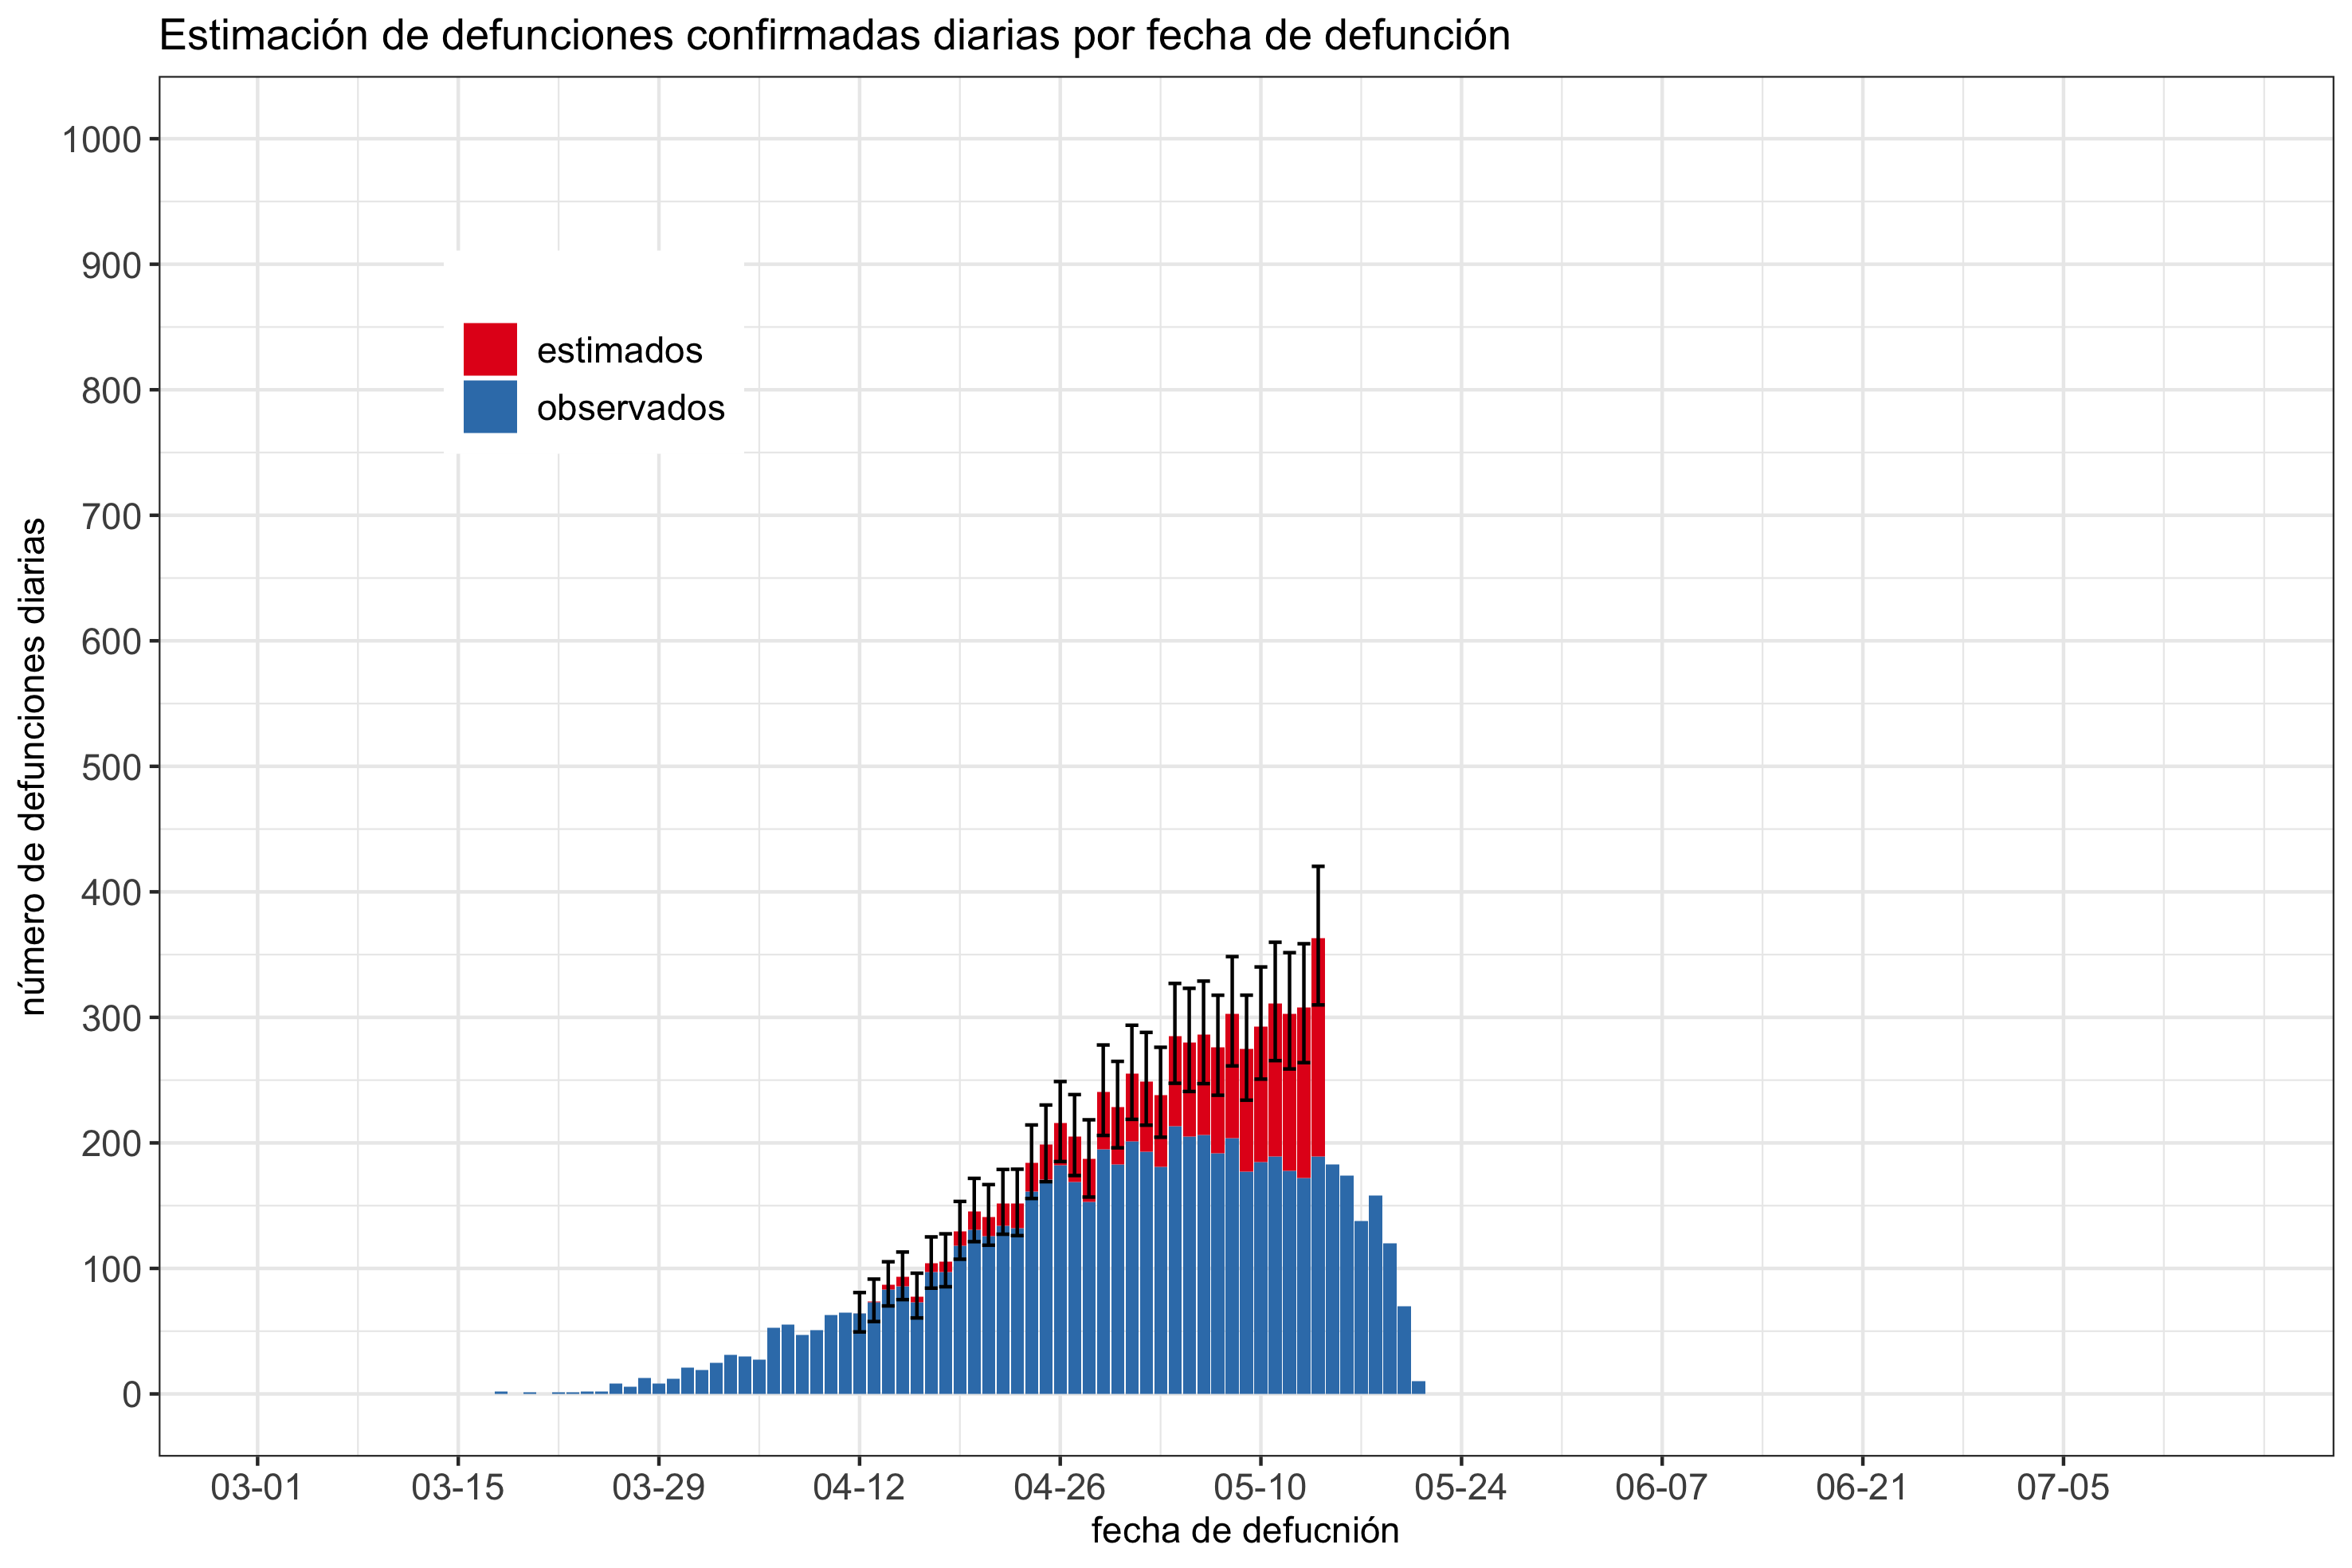 Estimación de defunciones confirmadas diarias por fecha de defunción
1000
900
800
700
600
500
400
300
200
100
0
número de defunciones diarias
estimados
observados
03-01 03-15 03-29 04-12 04-26 05-10 05-24 06-07 06-21 07-05
fecha de defucnión